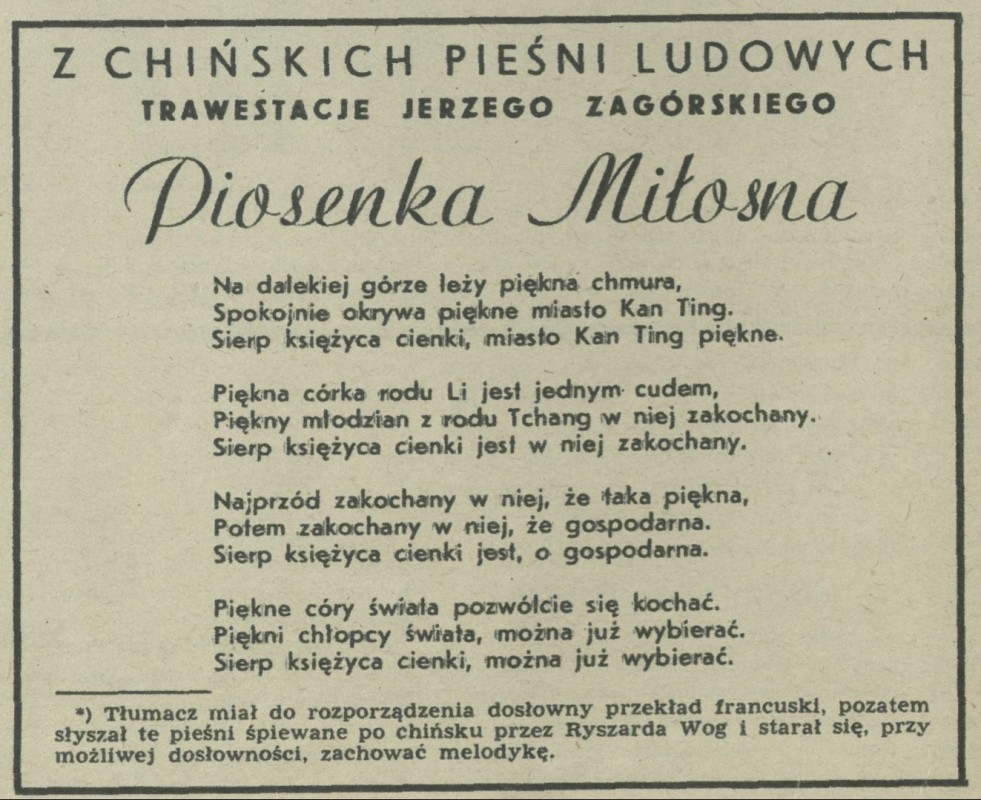 Z CHIŃSKICH PIEŚNI LUDOWYCH
TRAWESTACJE JERZEGO ZAGÓRSKIEGO
Piosenka Miłosna
Na dalekiej górze leży piękna chmura,
Spokojnie okrywa piękne miasto Kan Ting.
Sierp księżyca cienki, miasto Kan Ting piękne.
Piękna córka rodu Li jest jednym cudem,
Piękny młodzian z rodu Tchang w niej zakochany.
Sierp księżyca cienki jest w niej zakochany.
Najprzód zakochany w niej, że taka piękna,
Potem zakochany w niej, że gospodarna.
Sierp księżyca cienki jest, o gospodarna.
Piękne córy świata pozwólcie się kochać.
Piękni chłopcy świata, można już wybierać.
Sierp księżyca cienki, można już wybierać.
*) Tłumacz miał do rozporządzenia dosłowny przekład francuski, pozatem
słyszał te pieśni śpiewane po chińsku przez Ryszarda Wog i starał się, przy
możliwej dosłowności, zachować melodykę.